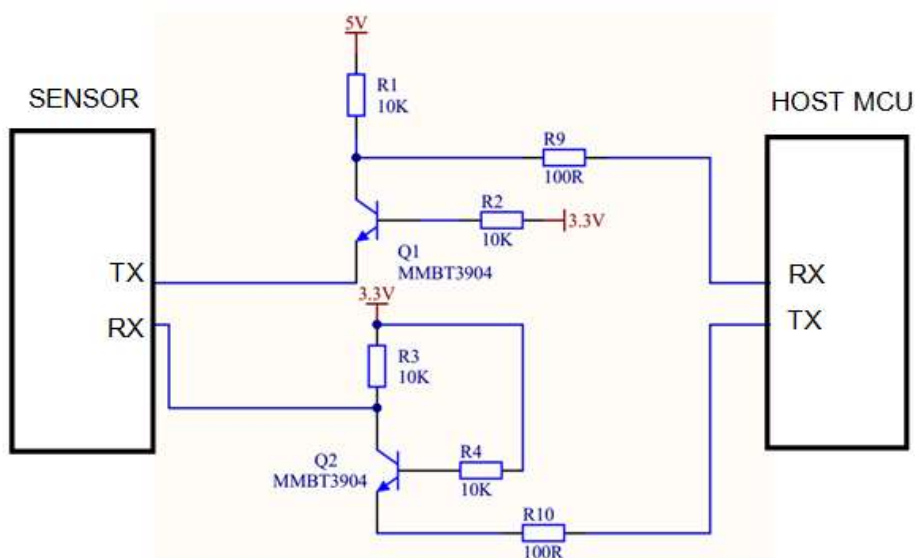 5V
SENSOR
R1
10K
HOST MCU
R9
100R
R2
10K
3.3V
Q1
MMBT3904
TX
RX
3.3V
RX
TX
R3
10K
Q2
MMBT3904
R4
10K
R10
100R